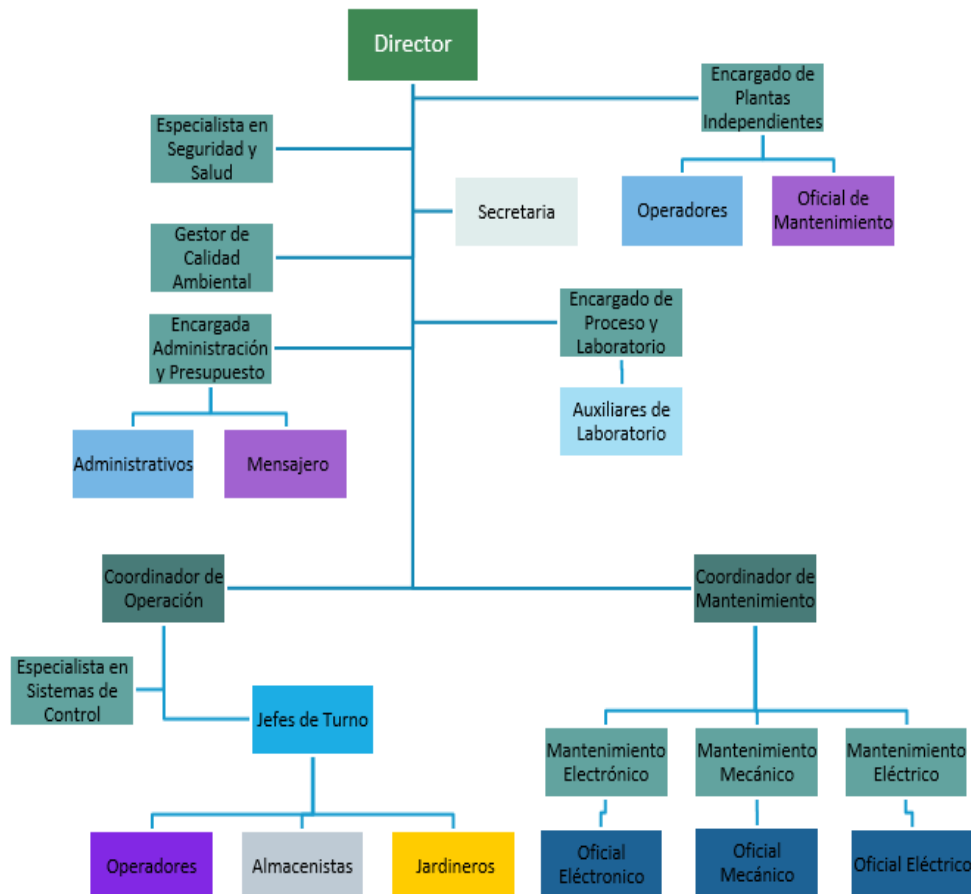 Director
Encargado de
Plantas
Independientes
Especialista en
Seguridad y
Salud
Secretaria
Operadores
Oficial de
Mantenimiento
Gestor de
Calidad
Ambiental
Encargado de
Proceso y
Laboratorio
Encargada
Administración
y Presupuesto
Auxiliares de
Laboratorio
Administrativos
Mensajero
Coordinador de
Operación
Coordinador de
Mantenimiento
Especialista en
Sistemas de
Control
Jefes de Turno
Mantenimiento
Electrónico
Mantenimiento
Mecánico
Mantenimiento
Eléctrico
Operadores
Almacenistas
Jardineros
Oficial
Eléctronico
Oficial
Mecánico
Oficial Eléctrico